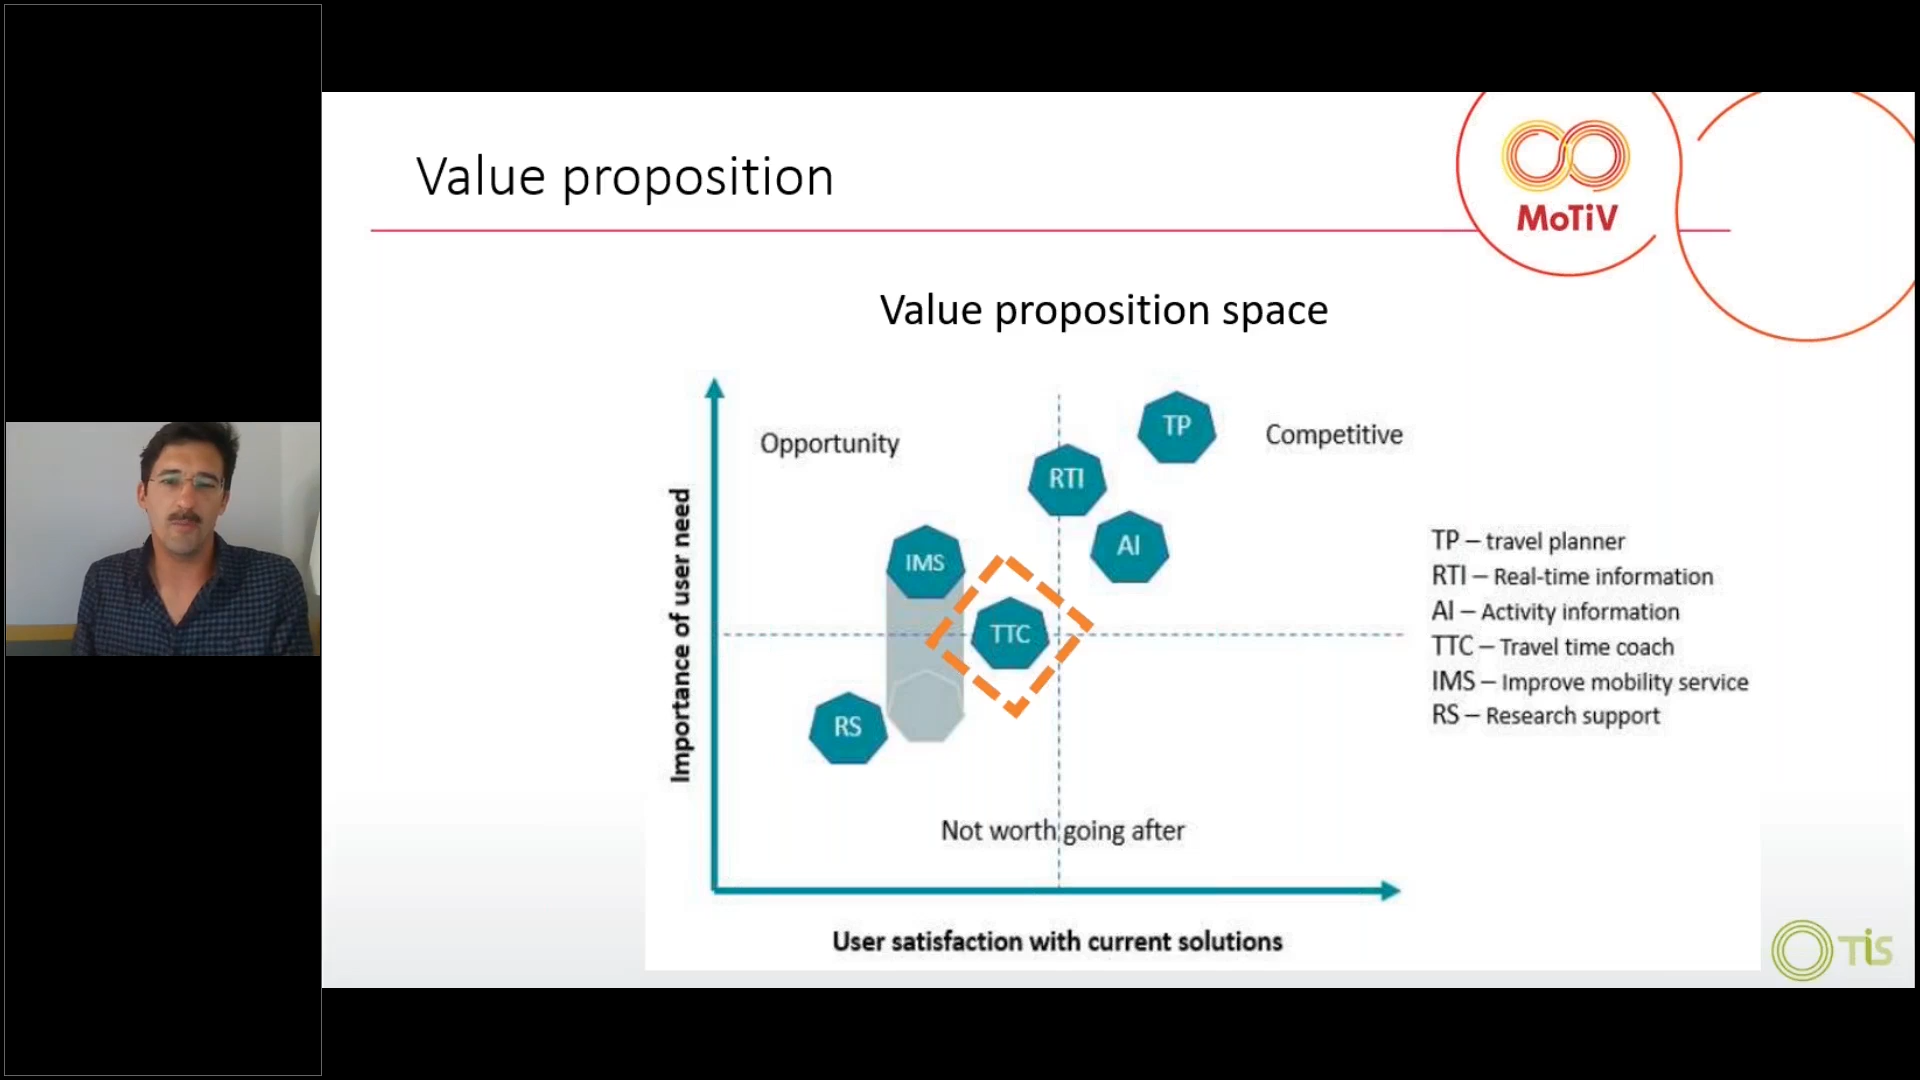 Value proposition
MoTiV
Value proposition space
Opportunity
Competitive
TP
RTI
AI
IMS
TTC
RS
Importance of user need
Not worth going after
User satisfaction with current solutions
TP – travel planner
RTI – Real-time information
AI – Activity information
TTC – Travel time coach
IMS – Improve mobility service
RS – Research support
TiS